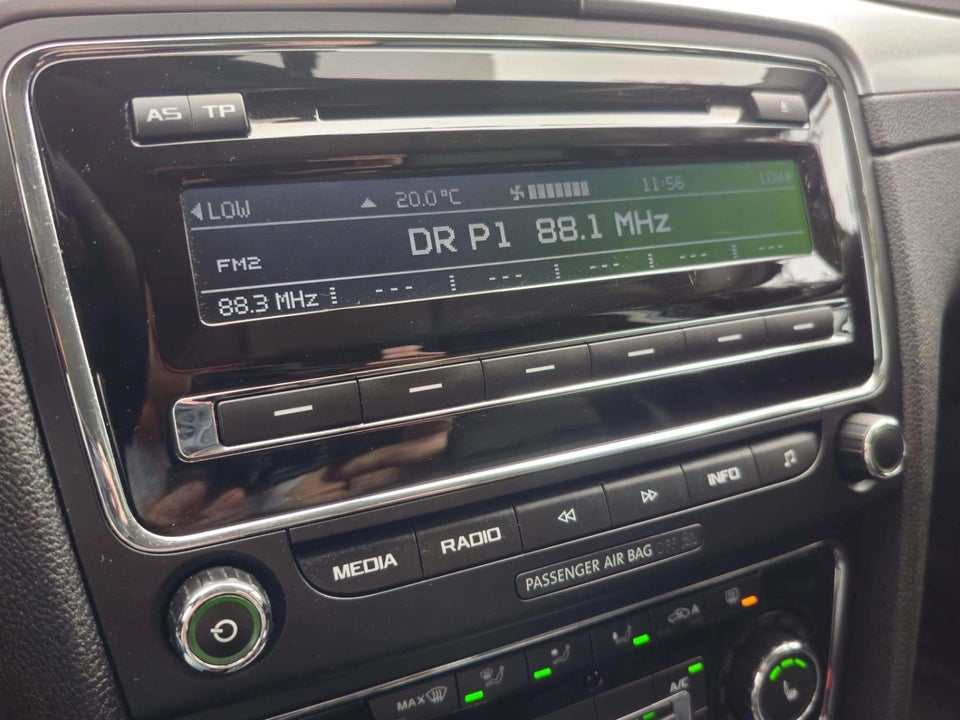 AS TP
LOW 20.0°C 11:56 LOW
DR P1 88.1 MHz
FM2
88.3 MHz --- --- --- --- ---
MEDIA RADIO INFO
PASSENGER AIR BAG OFF
MAX A
A/C